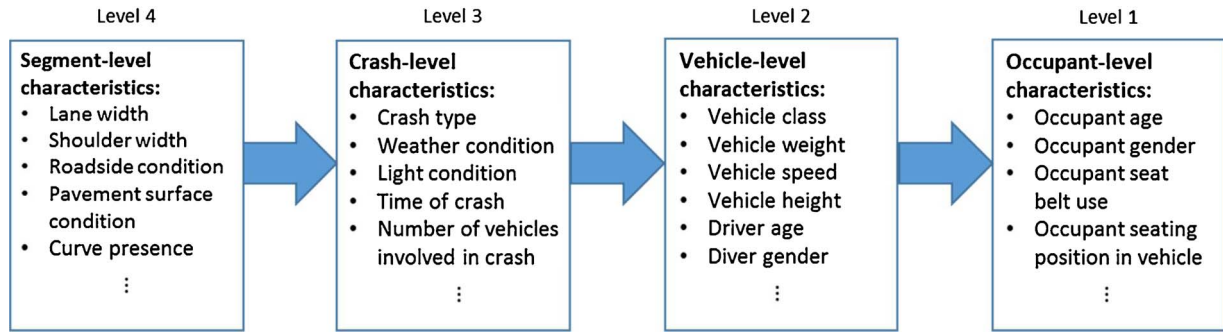 Level 4
Segment-level
characteristics:
• Lane width
• Shoulder width
• Roadside condition
• Pavement surface
condition
• Curve presence
⋮
Level 3
Crash-level
characteristics:
• Crash type
• Weather condition
• Light condition
• Time of crash
• Number of vehicles
involved in crash
⋮
Level 2
Vehicle-level
characteristics:
• Vehicle class
• Vehicle weight
• Vehicle speed
• Vehicle height
• Driver age
• Diver gender
⋮
Level 1
Occupant-level
characteristics:
• Occupant age
• Occupant gender
• Occupant seat
belt use
• Occupant seating
position in vehicle
⋮